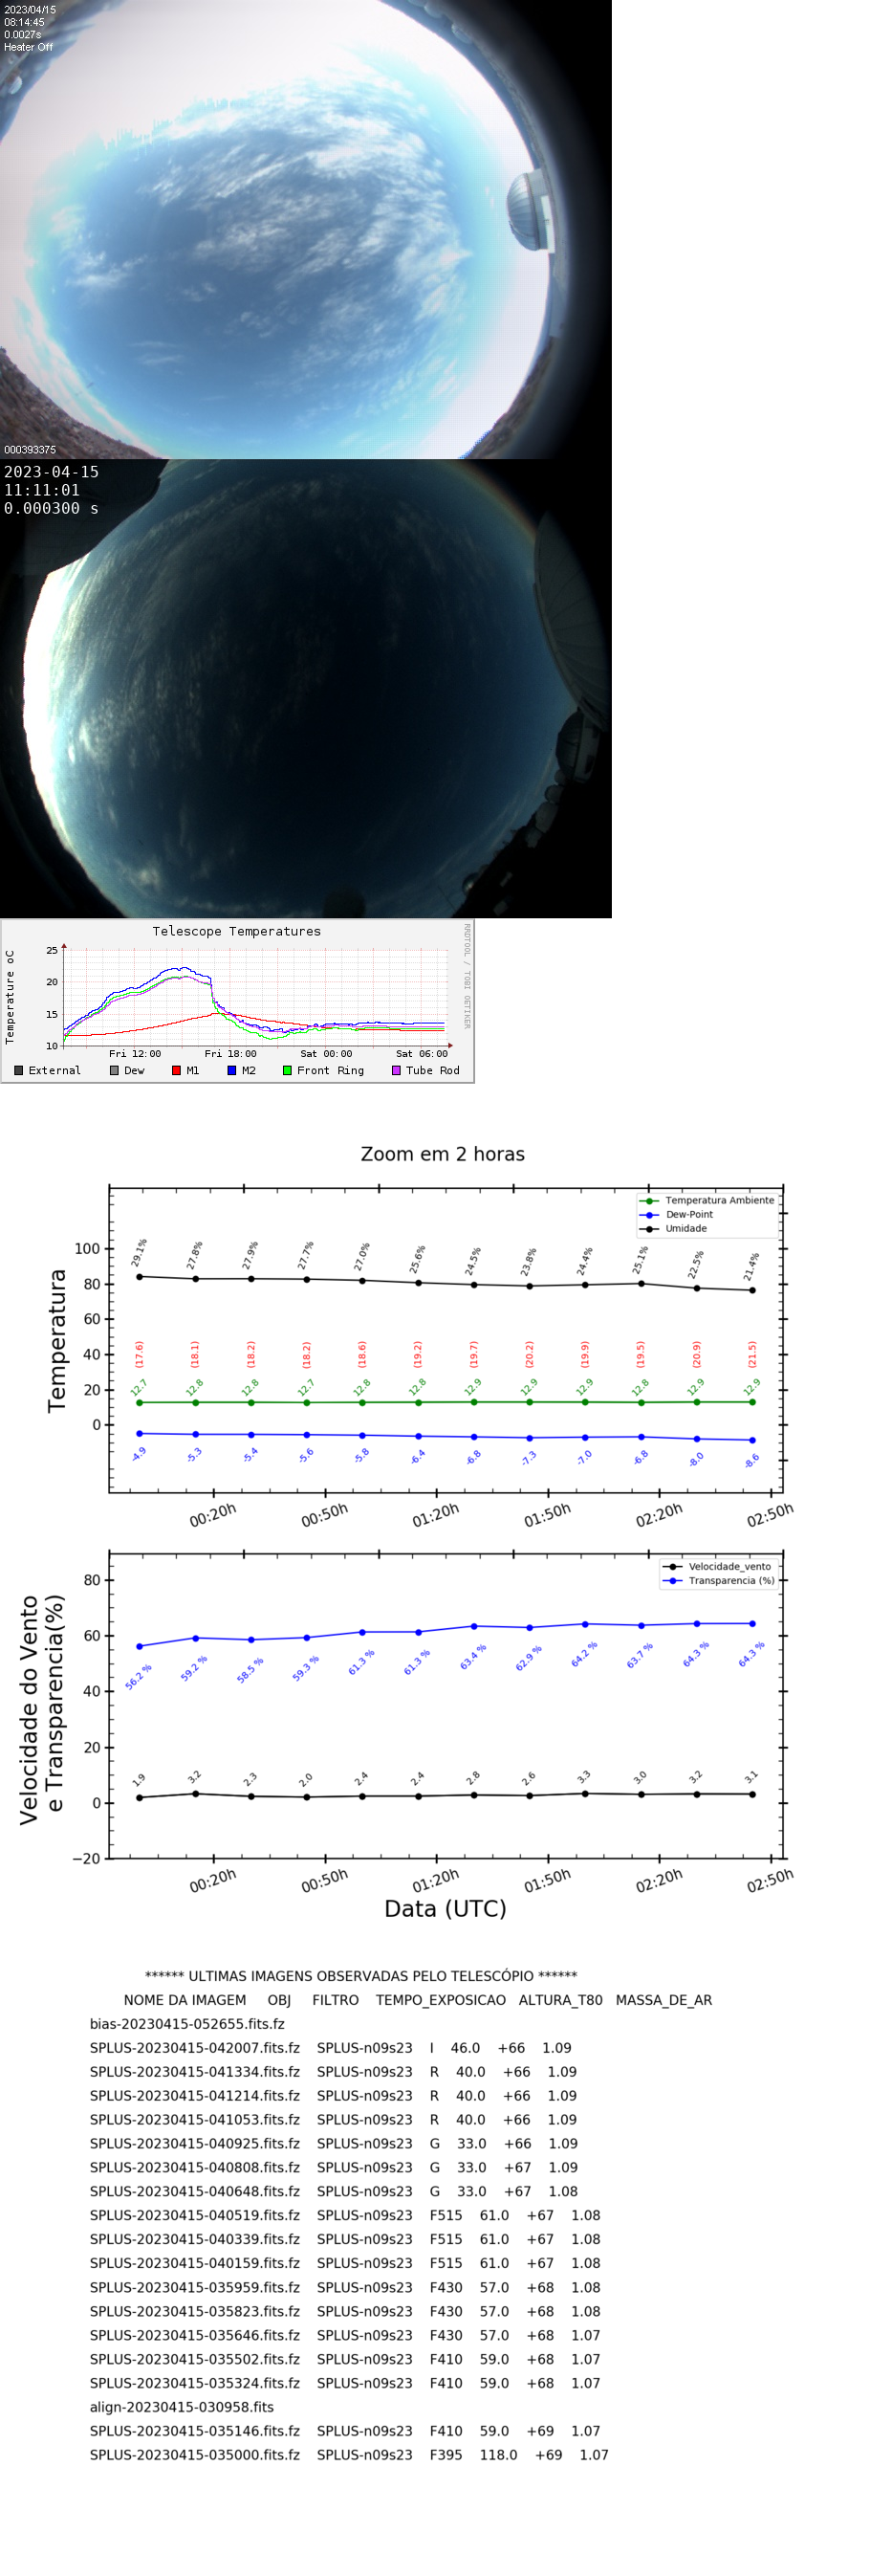 2023/04/15
08:14:45
0.0027s
Heater Off
000393375
2023-04-15
11:11:01
0.000300 s
Telescope Temperatures
RRDTOOL / TOBI OETIKER
Temperature oC
25
20
15
10
Fri 12:00 Fri 18:00 Sat 00:00 Sat 06:00
External Dew M1 M2 Front Ring Tube Rod
Zoom em 2 horas
Temperatura Ambiente
Dew-Point
Umidade
Temperatura
100
80
60
40
20
0
29.1% 27.8% 27.9% 27.7% 27.0% 25.6% 24.5% 23.8% 24.4% 25.1% 22.5% 21.4%
(17.6) (18.1) (18.2) (18.2) (18.6) (19.2) (19.7) (20.2) (19.9) (19.5) (20.9) (21.5)
12.7 12.8 12.8 12.7 12.8 12.8 12.9 12.9 12.9 12.8 12.9 12.9
-4.9 -5.3 -5.4 -5.6 -5.8 -6.4 -6.8 -7.3 -7.0 -6.8 -8.0 -8.6
00:20h 00:50h 01:20h 01:50h 02:20h 02:50h
Velocidade_vento
Transparencia (%)
Velocidade do Vento
e Transparencia(%)
80
60
40
20
0
−20
56.2 % 59.2 % 58.5 % 59.3 % 61.3 % 61.3 % 63.4 % 62.9 % 64.2 % 63.7 % 64.3 % 64.3 %
1.9 3.2 2.3 2.0 2.4 2.4 2.8 2.6 3.3 3.0 3.2 3.1
00:20h 00:50h 01:20h 01:50h 02:20h 02:50h
Data (UTC)
****** ULTIMAS IMAGENS OBSERVADAS PELO TELESCÓPIO ******
NOME DA IMAGEM OBJ FILTRO TEMPO_EXPOSICAO ALTURA_T80 MASSA_DE_AR
bias-20230415-052655.fits.fz
SPLUS-20230415-042007.fits.fz SPLUS-n09s23 I 46.0 +66 1.09
SPLUS-20230415-041334.fits.fz SPLUS-n09s23 R 40.0 +66 1.09
SPLUS-20230415-041214.fits.fz SPLUS-n09s23 R 40.0 +66 1.09
SPLUS-20230415-041053.fits.fz SPLUS-n09s23 R 40.0 +66 1.09
SPLUS-20230415-040925.fits.fz SPLUS-n09s23 G 33.0 +66 1.09
SPLUS-20230415-040808.fits.fz SPLUS-n09s23 G 33.0 +67 1.09
SPLUS-20230415-040648.fits.fz SPLUS-n09s23 G 33.0 +67 1.08
SPLUS-20230415-040519.fits.fz SPLUS-n09s23 F515 61.0 +67 1.08
SPLUS-20230415-040339.fits.fz SPLUS-n09s23 F515 61.0 +67 1.08
SPLUS-20230415-040159.fits.fz SPLUS-n09s23 F515 61.0 +67 1.08
SPLUS-20230415-035959.fits.fz SPLUS-n09s23 F430 57.0 +68 1.08
SPLUS-20230415-035823.fits.fz SPLUS-n09s23 F430 57.0 +68 1.08
SPLUS-20230415-035646.fits.fz SPLUS-n09s23 F430 57.0 +68 1.07
SPLUS-20230415-035502.fits.fz SPLUS-n09s23 F410 59.0 +68 1.07
SPLUS-20230415-035324.fits.fz SPLUS-n09s23 F410 59.0 +68 1.07
align-20230415-030958.fits
SPLUS-20230415-035146.fits.fz SPLUS-n09s23 F410 59.0 +69 1.07
SPLUS-20230415-035000.fits.fz SPLUS-n09s23 F395 118.0 +69 1.07